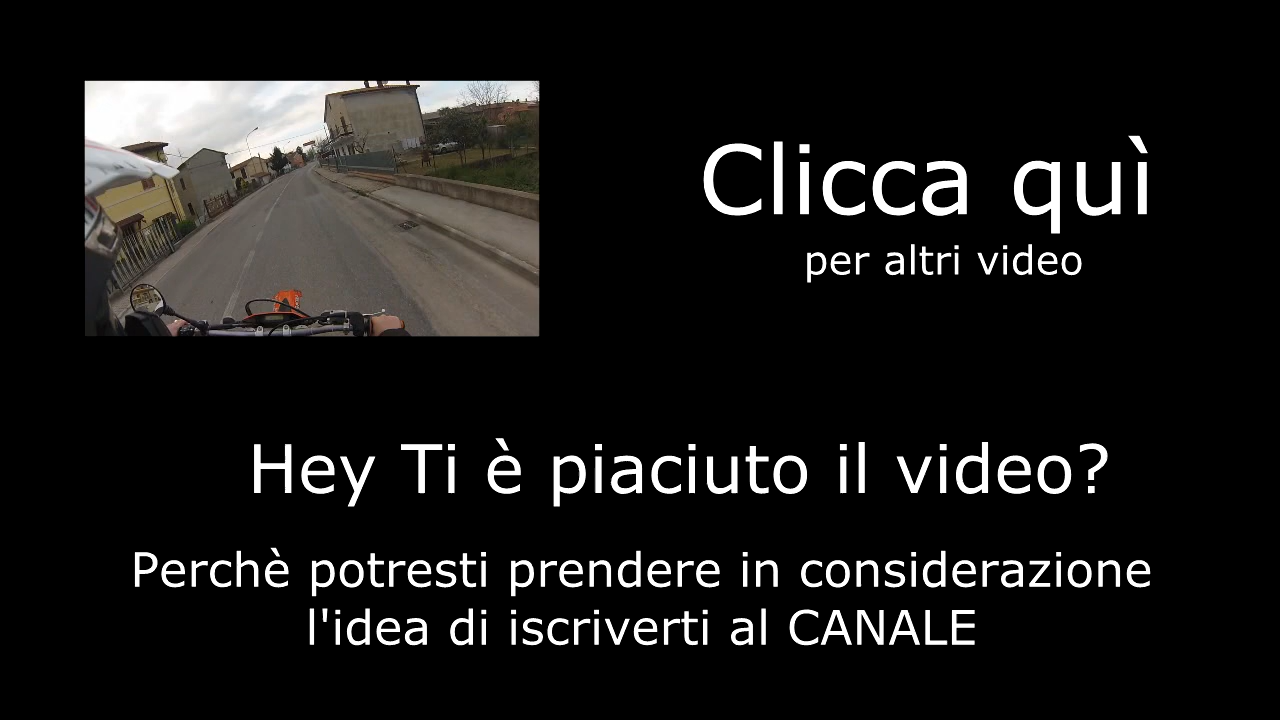 Clicca quì
per altri video
Hey Ti è piaciuto il video?
Perchè potresti prendere in considerazione
l'idea di iscriverti al CANALE